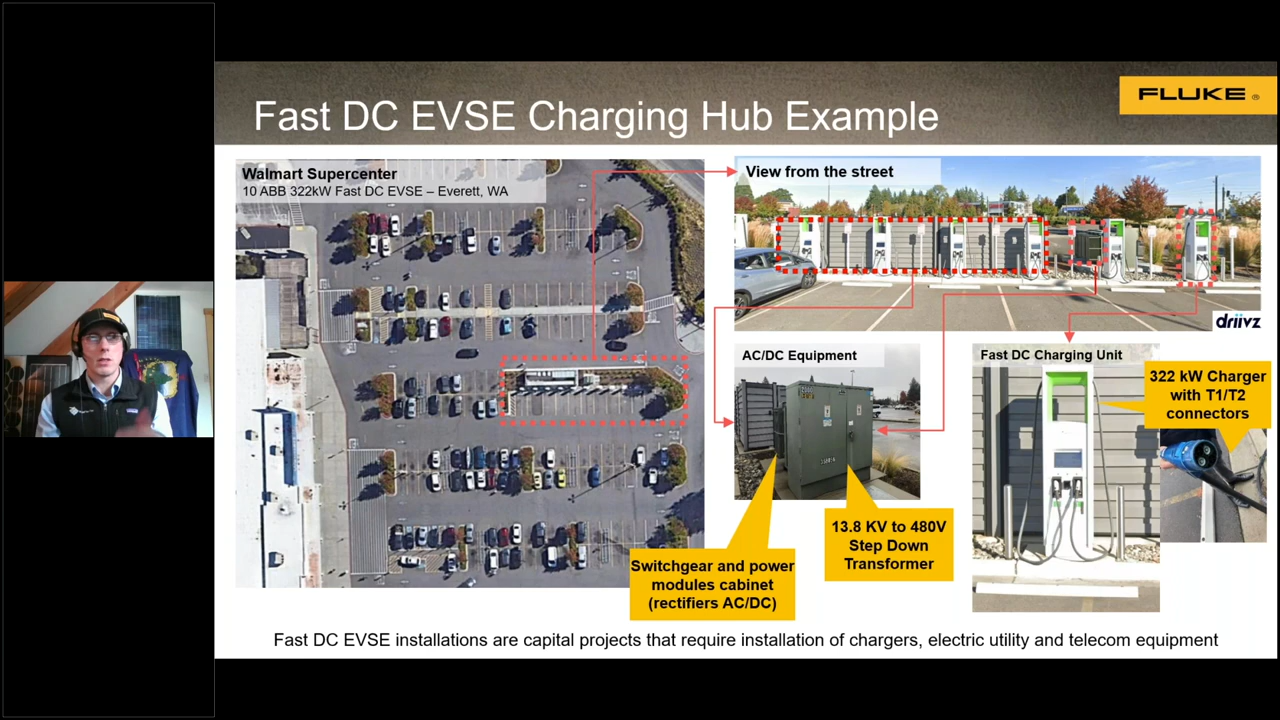 Fast DC EVSE Charging Hub Example
FLUKE®
Walmart Supercenter
10 ABB 322kW Fast DC EVSE – Everett, WA
View from the street
driivz
AC/DC Equipment
Fast DC Charging Unit
322 kW Charger
with T1/T2
connectors
13.8 KV to 480V
Step Down
Transformer
Switchgear and power
modules cabinet
(rectifiers AC/DC)
Fast DC EVSE installations are capital projects that require installation of chargers, electric utility and telecom equipment